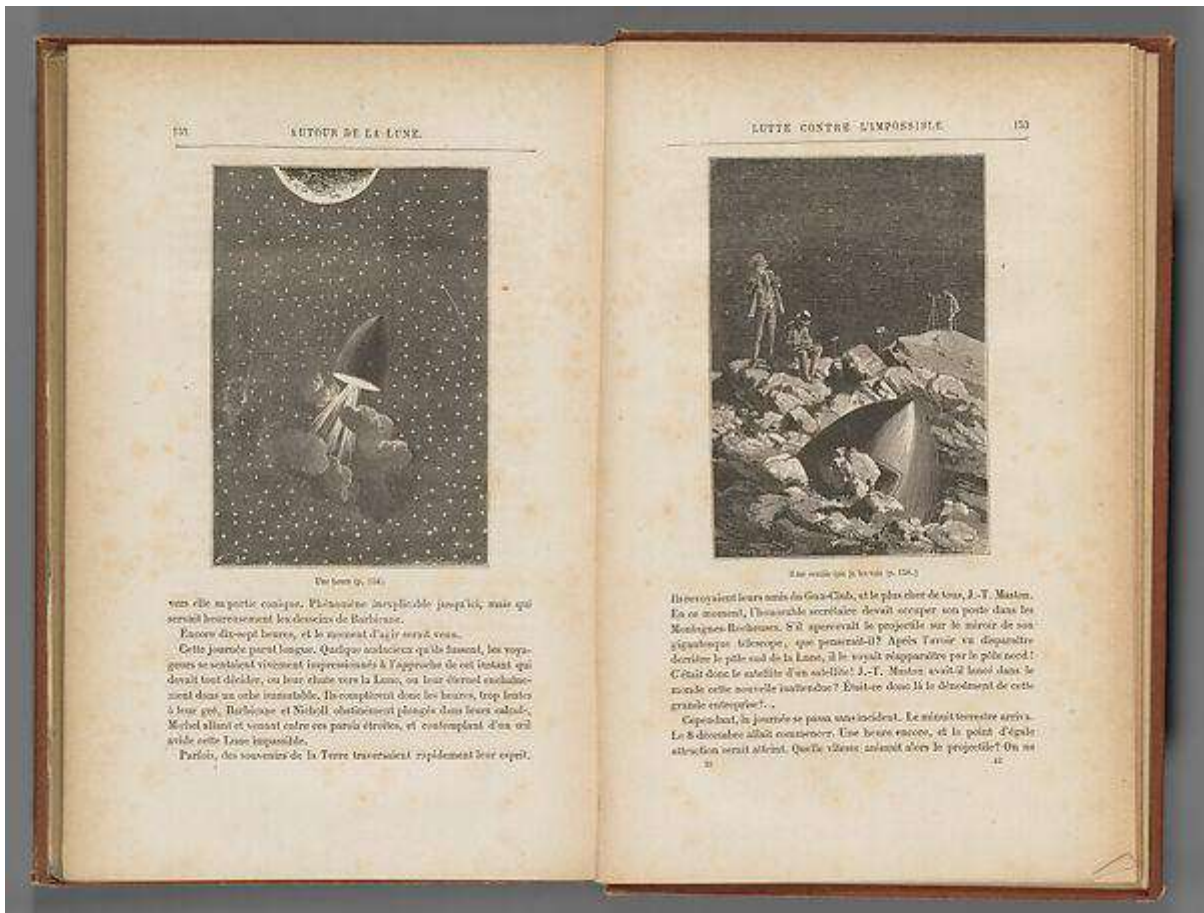 AUTOUR DE LA LUNE.
Une heure (p. 154)
vers elle sa partie conique. Phénomène inexplicable jusqu'ici, mais qui
servait heureusement les desseins de Barbicane.
Encore dix-sept heures, et le moment d'agir serait venu.
Cette journée parut longue. Quelque audacieux qu'ils fussent, les voya-
geurs se sentaient vivement impressionnés à l'approche de cet instant qui
devait tout décider, ou leur chute vers la Lune, ou leur éternel enchaîne-
ment dans un orbe immutable. Ils comptèrent donc les heures, trop lentes
à leur gré, Barbicane et Nicholl obstinément plongés dans leurs calculs,
Michel allant et venant entre ces parois étroites, et contemplant d'un œil
avide cette Lune impassible.
Parfois, des souvenirs de la Terre traversaient rapidement leur esprit.
LUTTE CONTRE L'IMPOSSIBLE. 153
(p. 158.)
Ils revoyaient leurs amis du Gun-Club, et le plus cher de tous, J.-T. Maston.
En ce moment, l'honorable secrétaire devait occuper son poste dans les
Montagnes-Rocheuses. S'il apercevait le projectile sur le miroir de son
gigantesque télescope, que penserait-il? Après l'avoir vu disparaître
derrière le pôle sud de la Lune, il le voyait réapparaître par le pôle nord!
C'était donc le satellite d'un satellite! J.-T. Maston avait-il lancé dans le
monde cette nouvelle inattendue? Était-ce donc là le dénoûment de cette
grande entreprise?...
Cependant, la journée se passa sans incident. Le minuit terrestre arriva.
Le 8 décembre allait commencer. Une heure encore, et le point d'égale
attraction serait atteint. Quelle vitesse animait alors le projectile? On ne